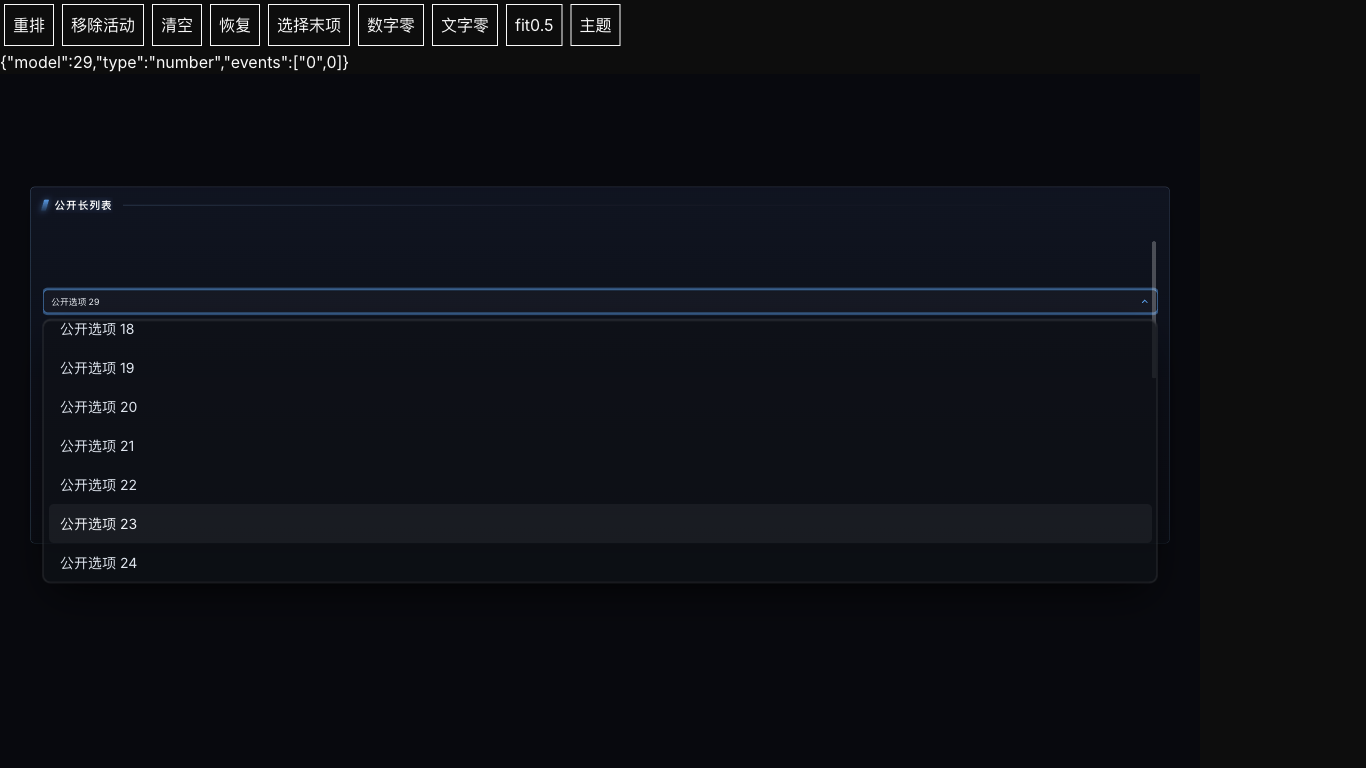 重排 移除活动 清空 恢复 选择末项 数字零 文字零 fit0.5 主题
{"model":29,"type":"number","events":["0",0]}
公开长列表
公开选项 29
公开选项 18
公开选项 19
公开选项 20
公开选项 21
公开选项 22
公开选项 23
公开选项 24